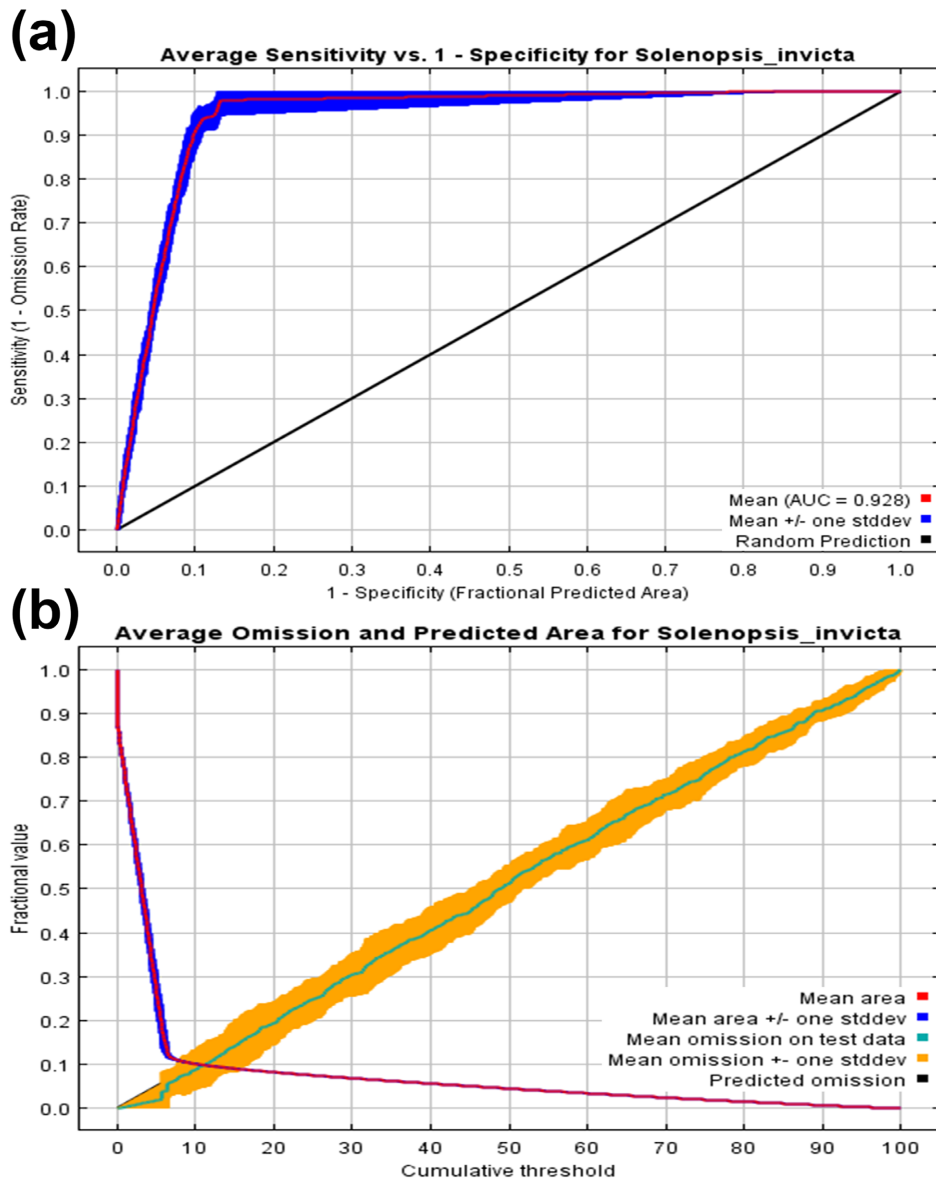 (a)
Average Sensitivity vs. 1 - Specificity for Solenopsis_invicta
Sensitivity (1 - Omission Rate)
1.0
0.9
0.8
0.7
0.6
0.5
0.4
0.3
0.2
0.1
0.0
Mean (AUC = 0.928)
Mean +/- one stddev
Random Prediction
0.0 0.1 0.2 0.3 0.4 0.5 0.6 0.7 0.8 0.9 1.0
1 - Specificity (Fractional Predicted Area)
(b)
Average Omission and Predicted Area for Solenopsis_invicta
Fractional value
1.0
0.9
0.8
0.7
0.6
0.5
0.4
0.3
0.2
0.1
0.0
Mean area
Mean area +/- one stddev
Mean omission on test data
Mean omission +- one stddev
Predicted omission
0 10 20 30 40 50 60 70 80 90 100
Cumulative threshold